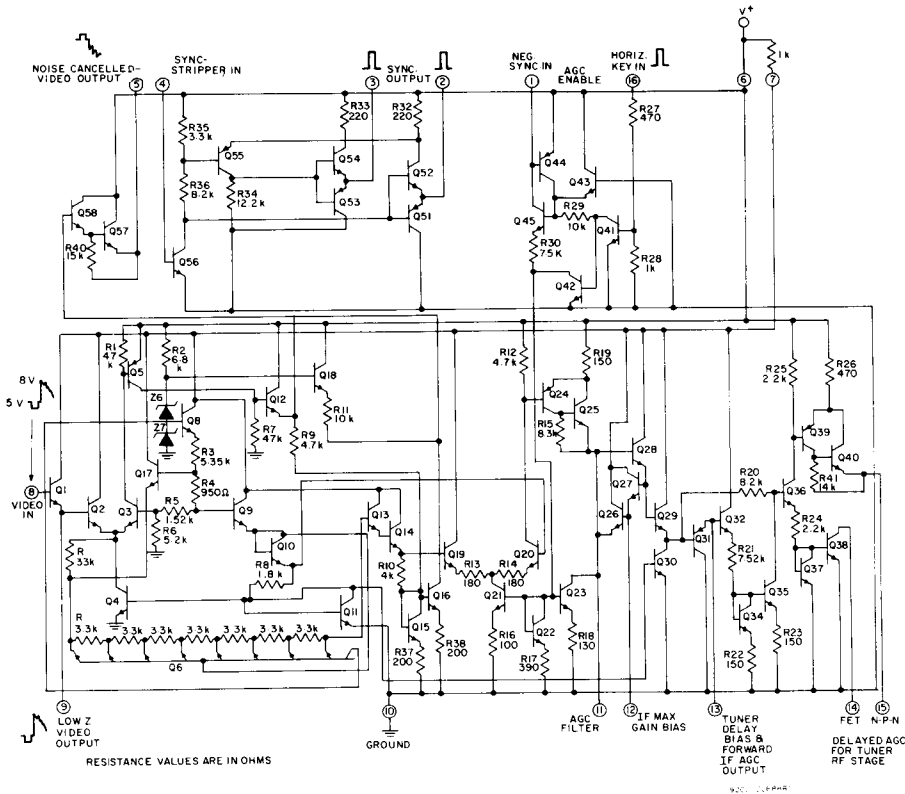 V+
NOISE CANCELLED-
VIDEO OUTPUT
5
SYNC-
STRIPPER IN
4
3
SYNC.
OUTPUT
2
NEG.
SYNC IN
1
AGC
ENABLE
HORIZ.
KEY IN
16
6
1k
7
R35
3.3k
R36
8.2k
Q55
R34
12.2k
R33
220
Q54
Q53
R32
220
Q52
Q51
Q58
Q57
R40
15k
Q56
Q44
Q43
R27
470
Q45
R29
10k
Q41
R30
7.5K
R28
1k
Q42
8V
5V
8
VIDEO
IN
R1
47
k
Q5
R2
6.8
k
Z6
Z7
Q8
Q18
Q12
R11
10k
R7
47k
R9
4.7k
R3
5.35k
Q17
R4
950Ω
Q1
Q2
Q3
R5
1.52k
R6
5.2k
Q9
Q10
R8
1.8k
Q13
Q14
R10
4k
Q19
R13
180
R14
180
Q20
R
33k
Q4
Q11
Q15
Q16
R37
200
R38
200
R
3.3k
3.3k
3.3k
3.3k
3.3k
3.3k
3.3k
Q6
R12
4.7k
R19
150
Q24
Q25
R15
8.3k
Q28
Q27
Q26
Q29
Q21
Q22
Q23
R16
100
R17
390
R18
130
Q30
Q31
Q32
R20
8.2k
R21
7.52k
Q34
Q35
R22
150
R23
150
R25
2.2k
R26
470
Q39
Q40
R41
14k
Q36
R24
2.2k
Q38
Q37
9
LOW Z
VIDEO
OUTPUT
10
GROUND
11
AGC
FILTER
12
IF MAX
GAIN BIAS
13
TUNER
DELAY
BIAS &
FORWARD
IF AGC
OUTPUT
14
FET
15
N-P-N
DELAYED AGC
FOR TUNER
RF STAGE
RESISTANCE VALUES ARE IN OHMS